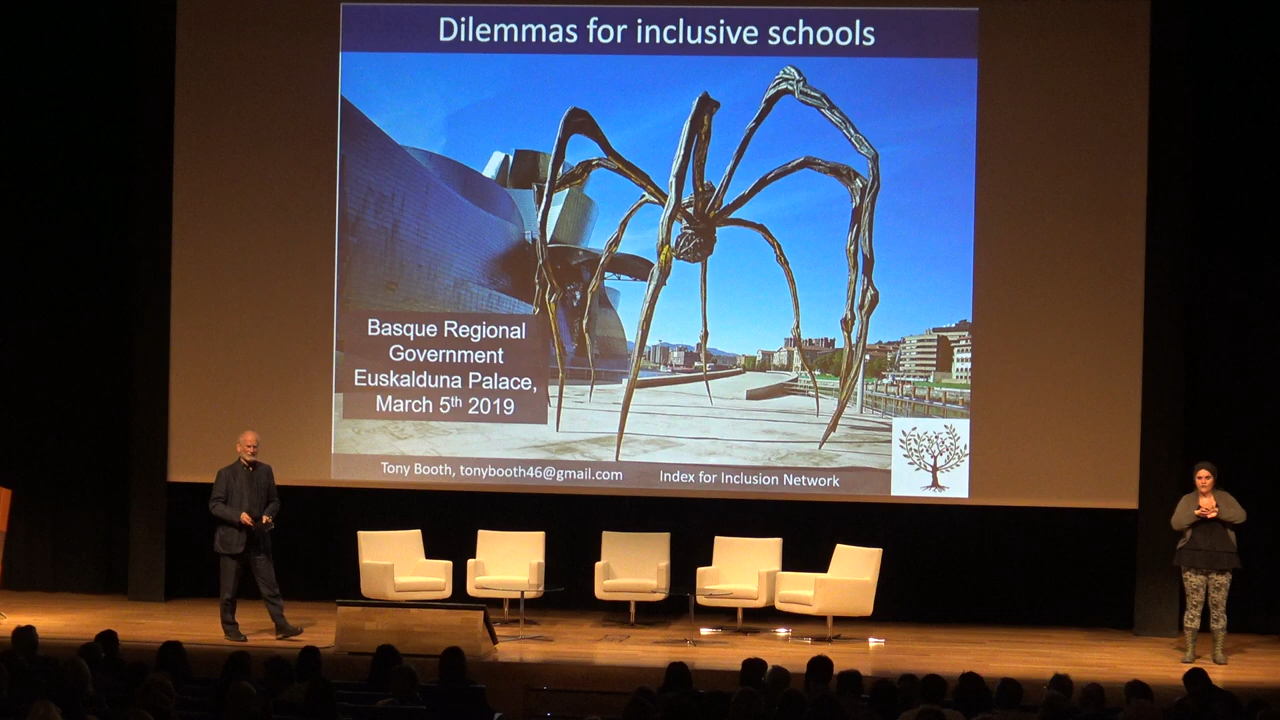 Dilemmas for inclusive schools
Basque Regional
Government
Euskalduna Palace,
March 5th 2019
Tony Booth, tonybooth46@gmail.com Index for Inclusion Network